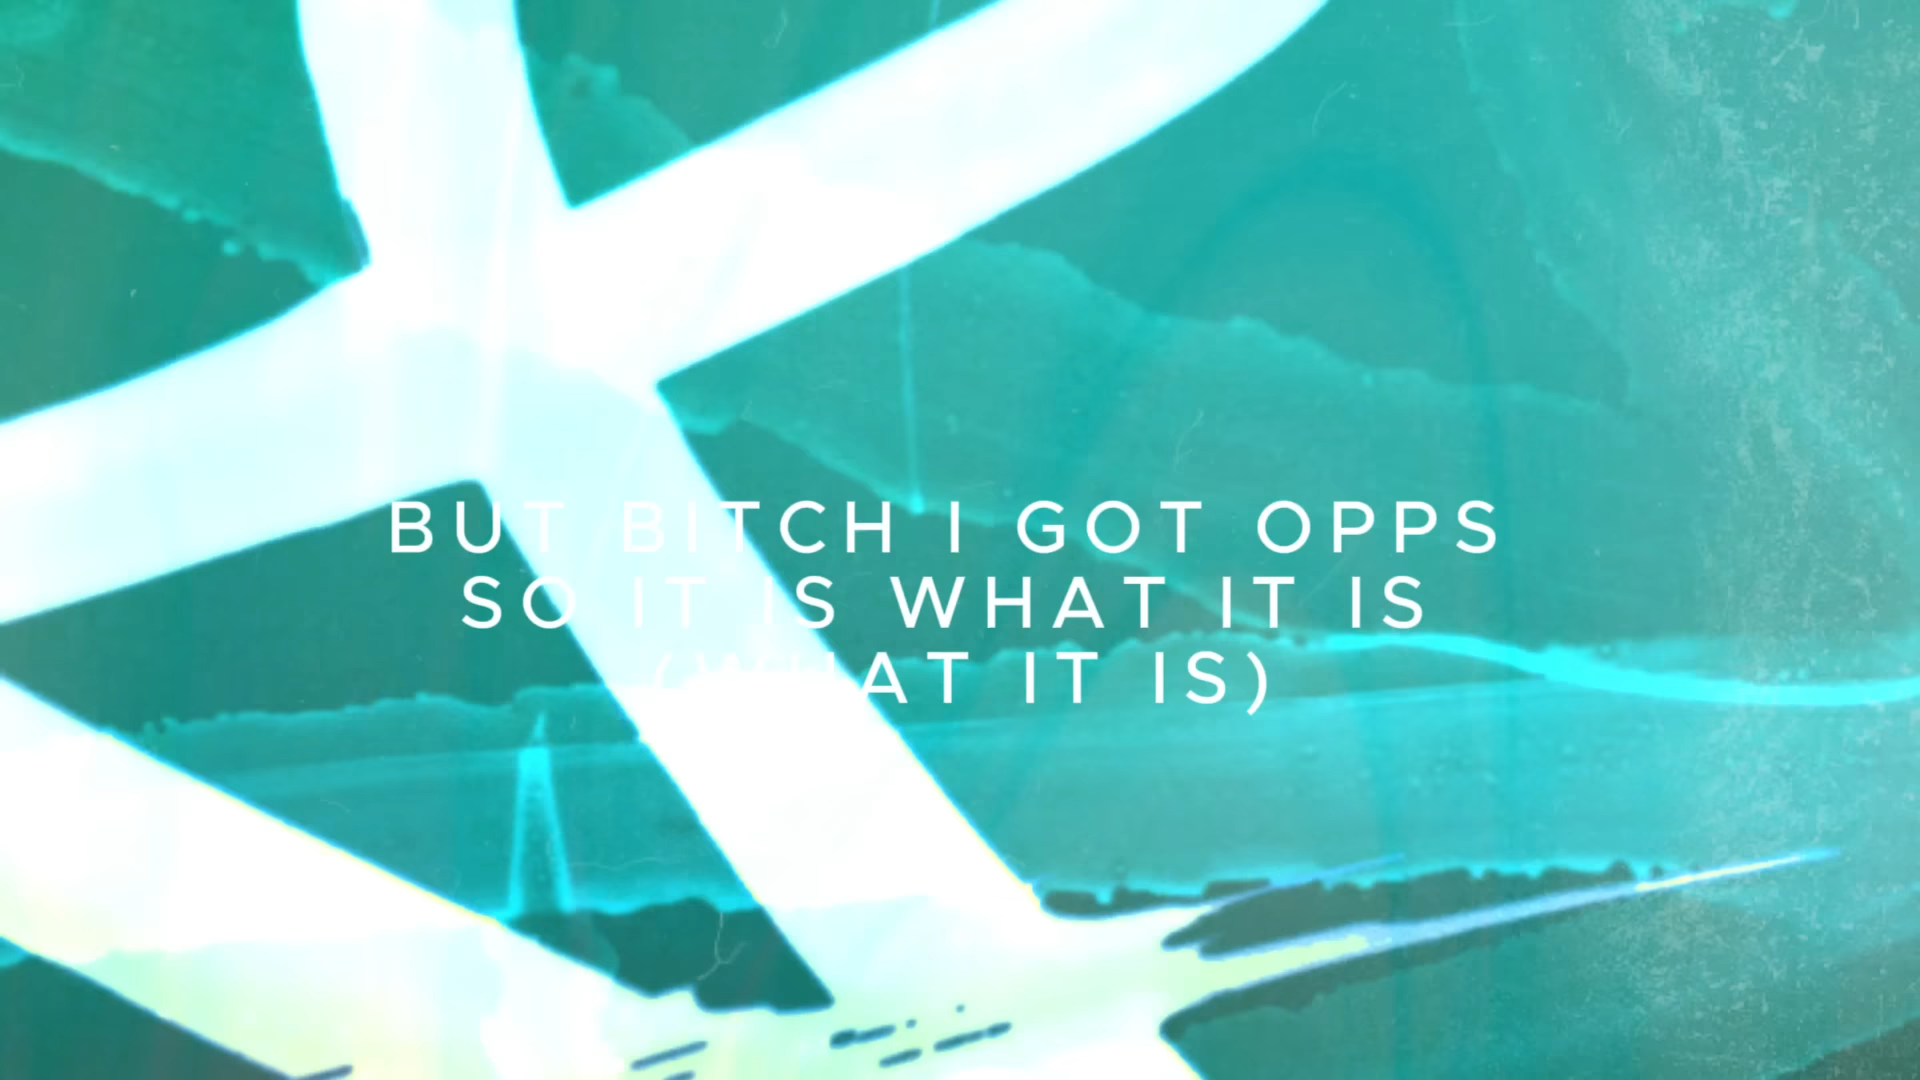 BUT BITCH I GOT OPPS
SO IT IS WHAT IT IS
(WHAT IT IS)